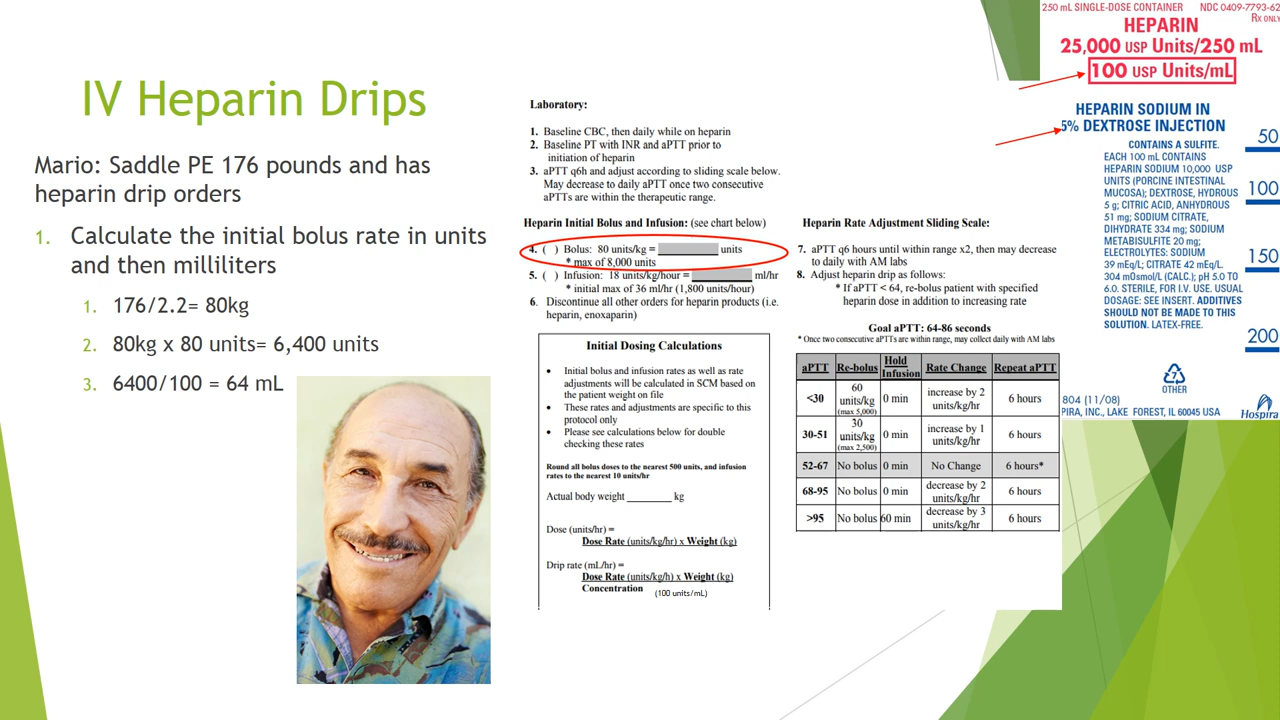 IV Heparin Drips
Mario: Saddle PE 176 pounds and has
heparin drip orders
1. Calculate the initial bolus rate in units
and then milliliters
1. 176/2.2= 80kg
2. 80kg x 80 units= 6,400 units
3. 6400/100 = 64 mL
Laboratory:
1. Baseline CBC, then daily while on heparin
2. Baseline PT with INR and aPTT prior to
initiation of heparin
3. aPTT q6h and adjust according to sliding scale below.
May decrease to daily aPTT once two consecutive
aPTTs are within the therapeutic range.
Heparin Initial Bolus and Infusion: (see chart below)
4. ( ) Bolus: 80 units/kg = units
* max of 8,000 units
5. ( ) Infusion: 18 units/kg/hour = ml/hr
* initial max of 36 ml/hr (1,800 units/hour)
6. Discontinue all other orders for heparin products (i.e.
heparin, enoxaparin)
Initial Dosing Calculations
• Initial bolus and infusion rates as well as rate
adjustments will be calculated in SCM based on
the patient weight on file
• These rates and adjustments are specific to this
protocol only
• Please see calculations below for double
checking these rates
Round all bolus doses to the nearest 500 units, and infusion
rates to the nearest 10 units/hr
Actual body weight ________ kg
Dose (units/hr) =
Dose Rate (units/kg/hr) x Weight (kg)
Drip rate (mL/hr) =
Dose Rate (units/kg/h) x Weight (kg)
Concentration (100 units/mL)
Heparin Rate Adjustment Sliding Scale:
7. aPTT q6 hours until within range x2, then may decrease
to daily with AM labs
8. Adjust heparin drip as follows:
* If aPTT < 64, re-bolus patient with specified
heparin dose in addition to increasing rate
Goal aPTT: 64-86 seconds
* Once two consecutive aPTTs are within range, may collect daily with AM labs
aPTT Re-bolus Hold Infusion Rate Change Repeat aPTT
<30 60 units/kg (max 5,000) 0 min increase by 2 units/kg/hr 6 hours
30-51 30 units/kg (max 2,500) 0 min increase by 1 units/kg/hr 6 hours
52-67 No bolus 0 min No Change 6 hours*
68-95 No bolus 0 min decrease by 2 units/kg/hr 6 hours
>95 No bolus 60 min decrease by 3 units/kg/hr 6 hours
250 mL SINGLE-DOSE CONTAINER NDC 0409-7793-62
Rx ONLY
HEPARIN
25,000 USP Units/250 mL
100 USP Units/mL
HEPARIN SODIUM IN
5% DEXTROSE INJECTION
CONTAINS A SULFITE.
EACH 100 mL CONTAINS
HEPARIN SODIUM 10,000 USP
UNITS (PORCINE INTESTINAL
MUCOSA); DEXTROSE, HYDROUS
5 g; CITRIC ACID, ANHYDROUS
51 mg; SODIUM CITRATE,
DIHYDRATE 334 mg; SODIUM
METABISULFITE 20 mg;
ELECTROLYTES: SODIUM
39 mEq/L; CITRATE 42 mEq/L.
304 mOsmol/L (CALC.); pH 5.0 TO
6.0. STERILE, FOR I.V. USE. USUAL
DOSAGE: SEE INSERT. ADDITIVES
SHOULD NOT BE MADE TO THIS
SOLUTION. LATEX-FREE.
50
100
150
200
7
OTHER
804 (11/08)
PIRA, INC., LAKE FOREST, IL 60045 USA
Hospira